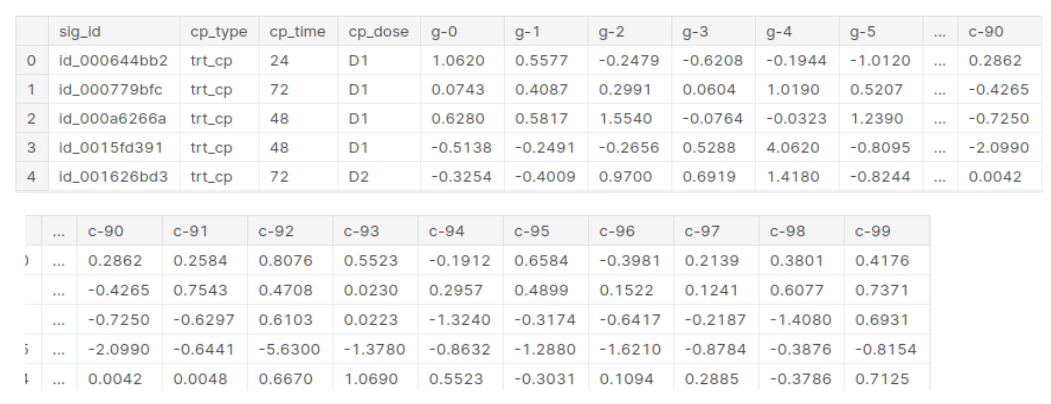 sig_id cp_type cp_time cp_dose g-0 g-1 g-2 g-3 g-4 g-5 ... c-90
0 id_000644bb2 trt_cp 24 D1 1.0620 0.5577 -0.2479 -0.6208 -0.1944 -1.0120 ... 0.2862
1 id_000779bfc trt_cp 72 D1 0.0743 0.4087 0.2991 0.0604 1.0190 0.5207 ... -0.4265
2 id_000a6266a trt_cp 48 D1 0.6280 0.5817 1.5540 -0.0764 -0.0323 1.2390 ... -0.7250
3 id_0015fd391 trt_cp 48 D1 -0.5138 -0.2491 -0.2656 0.5288 4.0620 -0.8095 ... -2.0990
4 id_001626bd3 trt_cp 72 D2 -0.3254 -0.4009 0.9700 0.6919 1.4180 -0.8244 ... 0.0042
... c-90 c-91 c-92 c-93 c-94 c-95 c-96 c-97 c-98 c-99
... 0.2862 0.2584 0.8076 0.5523 -0.1912 0.6584 -0.3981 0.2139 0.3801 0.4176
... -0.4265 0.7543 0.4708 0.0230 0.2957 0.4899 0.1522 0.1241 0.6077 0.7371
... -0.7250 -0.6297 0.6103 0.0223 -1.3240 -0.3174 -0.6417 -0.2187 -1.4080 0.6931
... -2.0990 -0.6441 -5.6300 -1.3780 -0.8632 -1.2880 -1.6210 -0.8784 -0.3876 -0.8154
... 0.0042 0.0048 0.6670 1.0690 0.5523 -0.3031 0.1094 0.2885 -0.3786 0.7125